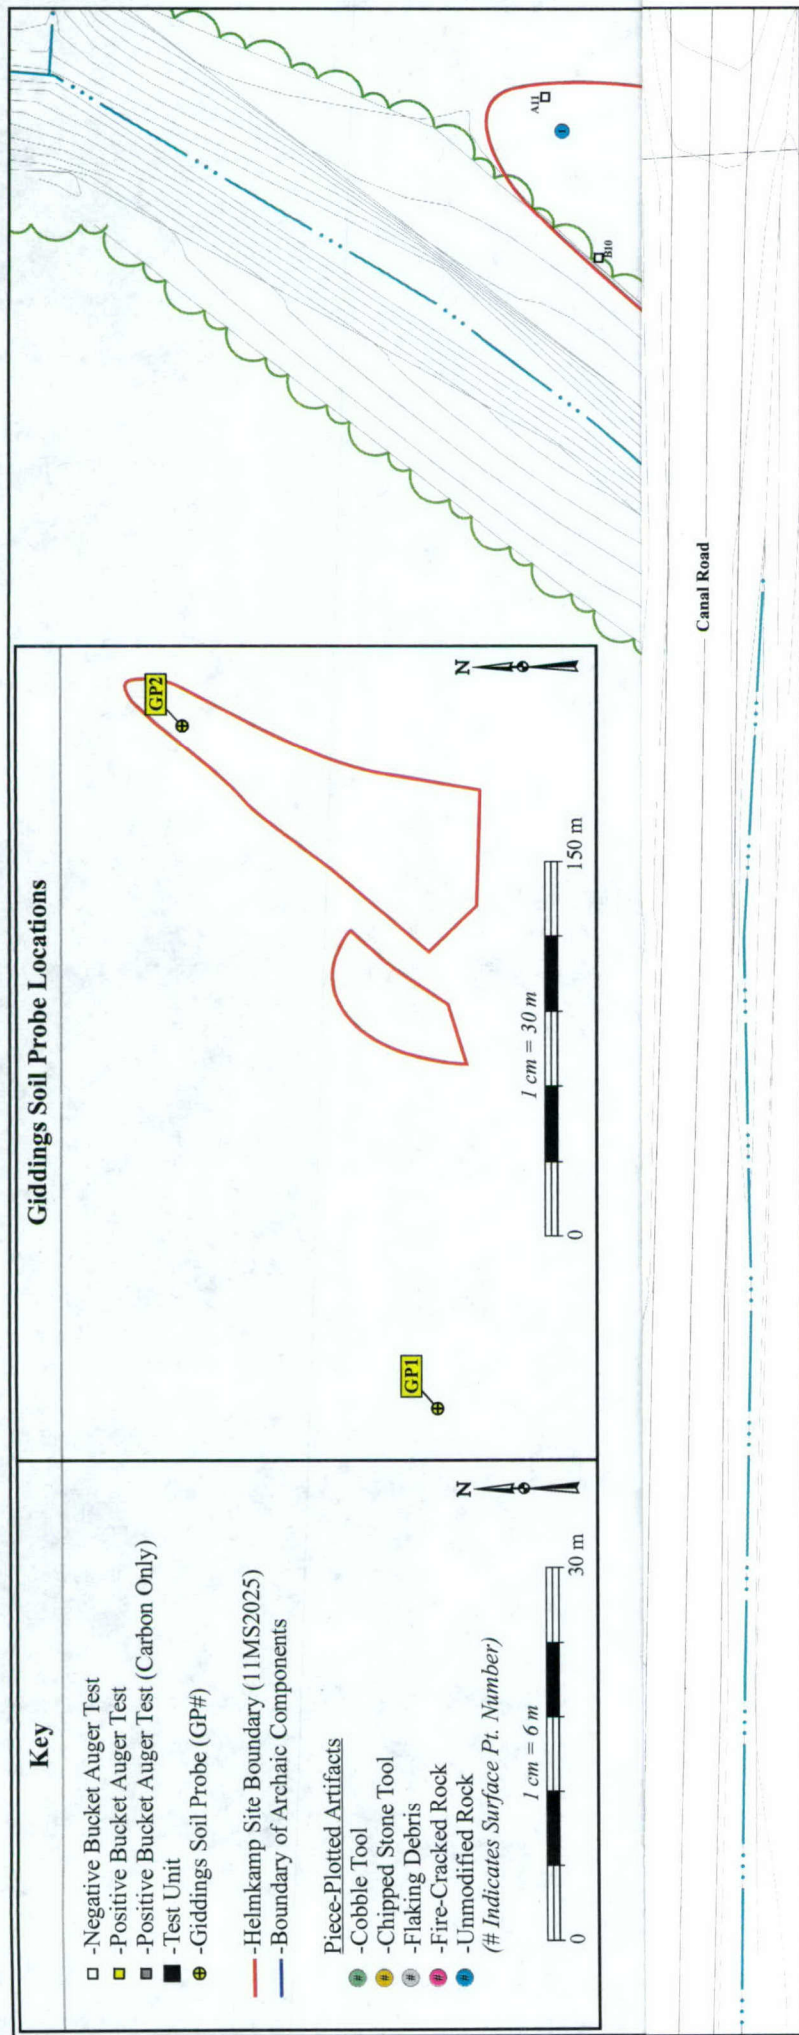 Key
□ -Negative Bucket Auger Test
-Positive Bucket Auger Test
-Positive Bucket Auger Test (Carbon Only)
-Test Unit
-Giddings Soil Probe (GP#)
-Helmkamp Site Boundary (11MS2025)
-Boundary of Archaic Components
Piece-Plotted Artifacts
# -Cobble Tool
# -Chipped Stone Tool
# -Flaking Debris
# -Fire-Cracked Rock
# -Unmodified Rock
(# Indicates Surface Pt. Number)
1 cm = 6 m
0 30 m
N
Giddings Soil Probe Locations
GP1
GP2
1 cm = 30 m
0 150 m
N
A11
1
B10
Canal Road